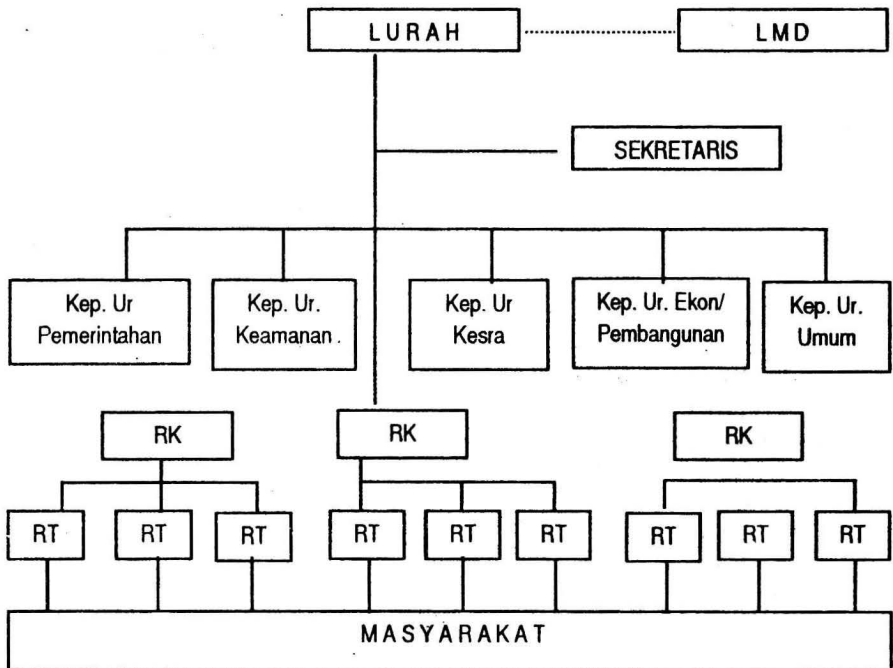 LURAH
LMD
SEKRETARIS
Kep. Ur
Pemerintahan
Kep. Ur.
Keamanan.
Kep. Ur
Kesra
Kep. Ur. Ekon/
Pembangunan
Kep. Ur.
Umum
RK
RK
RK
RT
RT
RT
RT
RT
RT
RT
RT
RT
MASYARAKAT